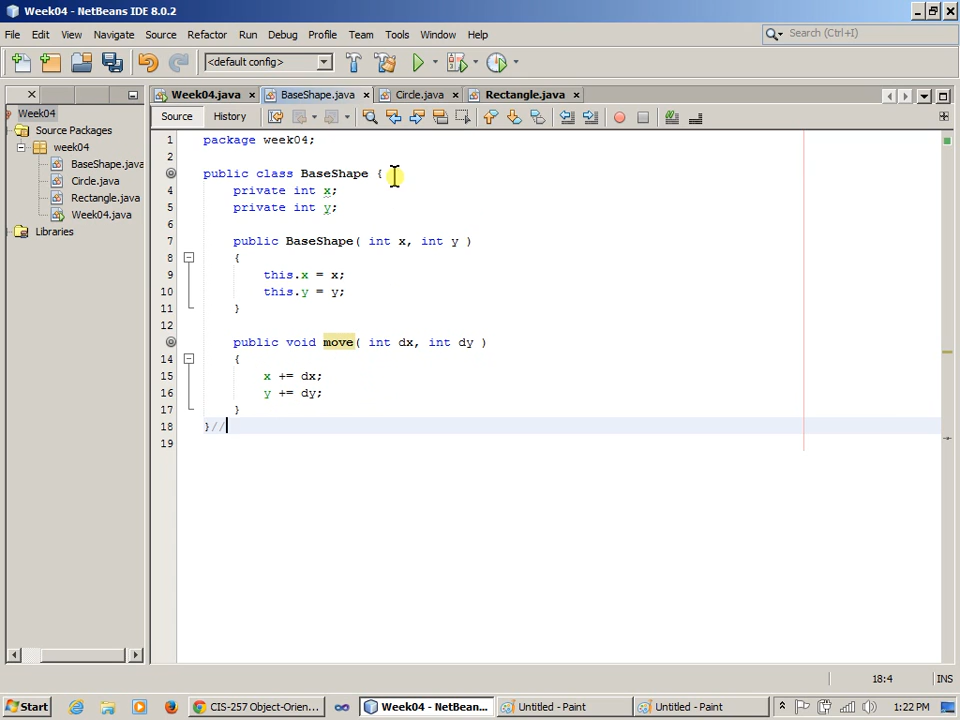 Week04 - NetBeans IDE 8.0.2
File Edit View Navigate Source Refactor Run Debug Profile Team Tools Window Help
Search (Ctrl+I)
<default config>
Week04.java BaseShape.java Circle.java Rectangle.java
Source History
Week04
Source Packages
week04
BaseShape.java
Circle.java
Rectangle.java
Week04.java
Libraries
1 package week04;
2
public class BaseShape {
4 private int x;
5 private int y;
6
7 public BaseShape( int x, int y )
8 {
9 this.x = x;
10 this.y = y;
11 }
12
public void move( int dx, int dy )
14 {
15 x += dx;
16 y += dy;
17 }
18 }//
19
18:4 INS
Start CIS-257 Object-Orien... Week04 - NetBeans... Untitled - Paint Untitled - Paint 1:22 PM